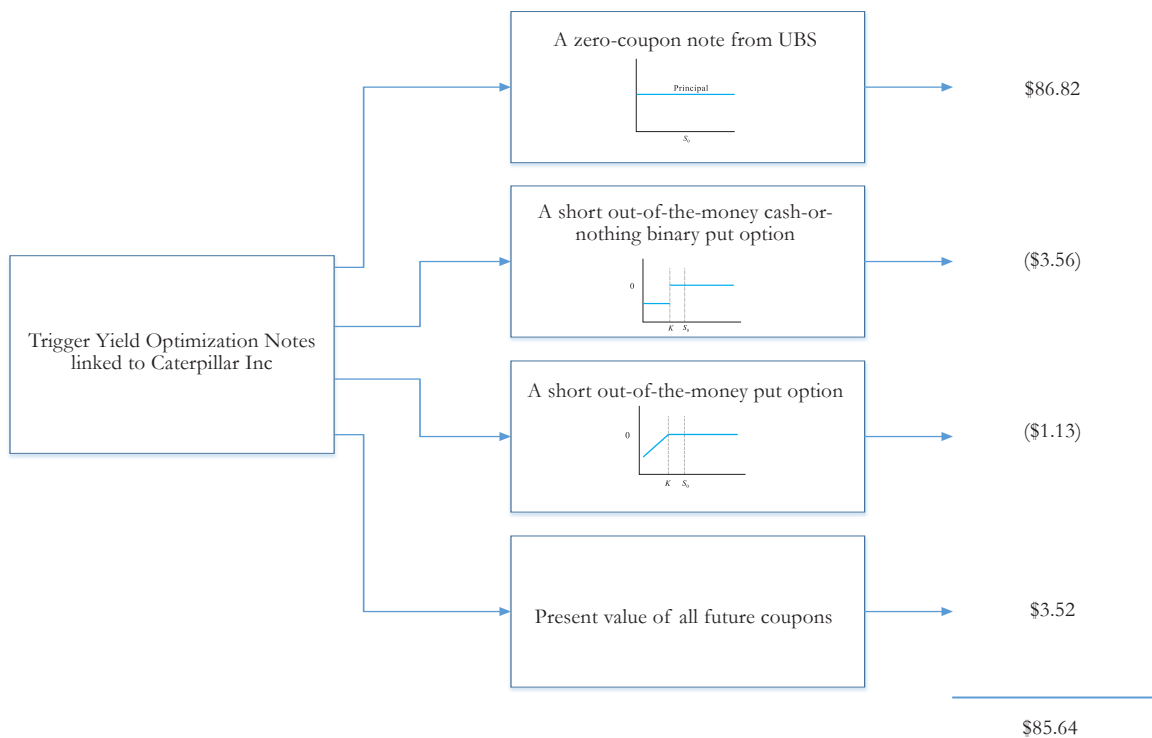 A zero-coupon note from UBS
Principal
S₀
$86.82
A short out-of-the-money cash-or-
nothing binary put option
0
K S₀
($3.56)
Trigger Yield Optimization Notes
linked to Caterpillar Inc
A short out-of-the-money put option
0
K S₀
($1.13)
Present value of all future coupons
$3.52
$85.64